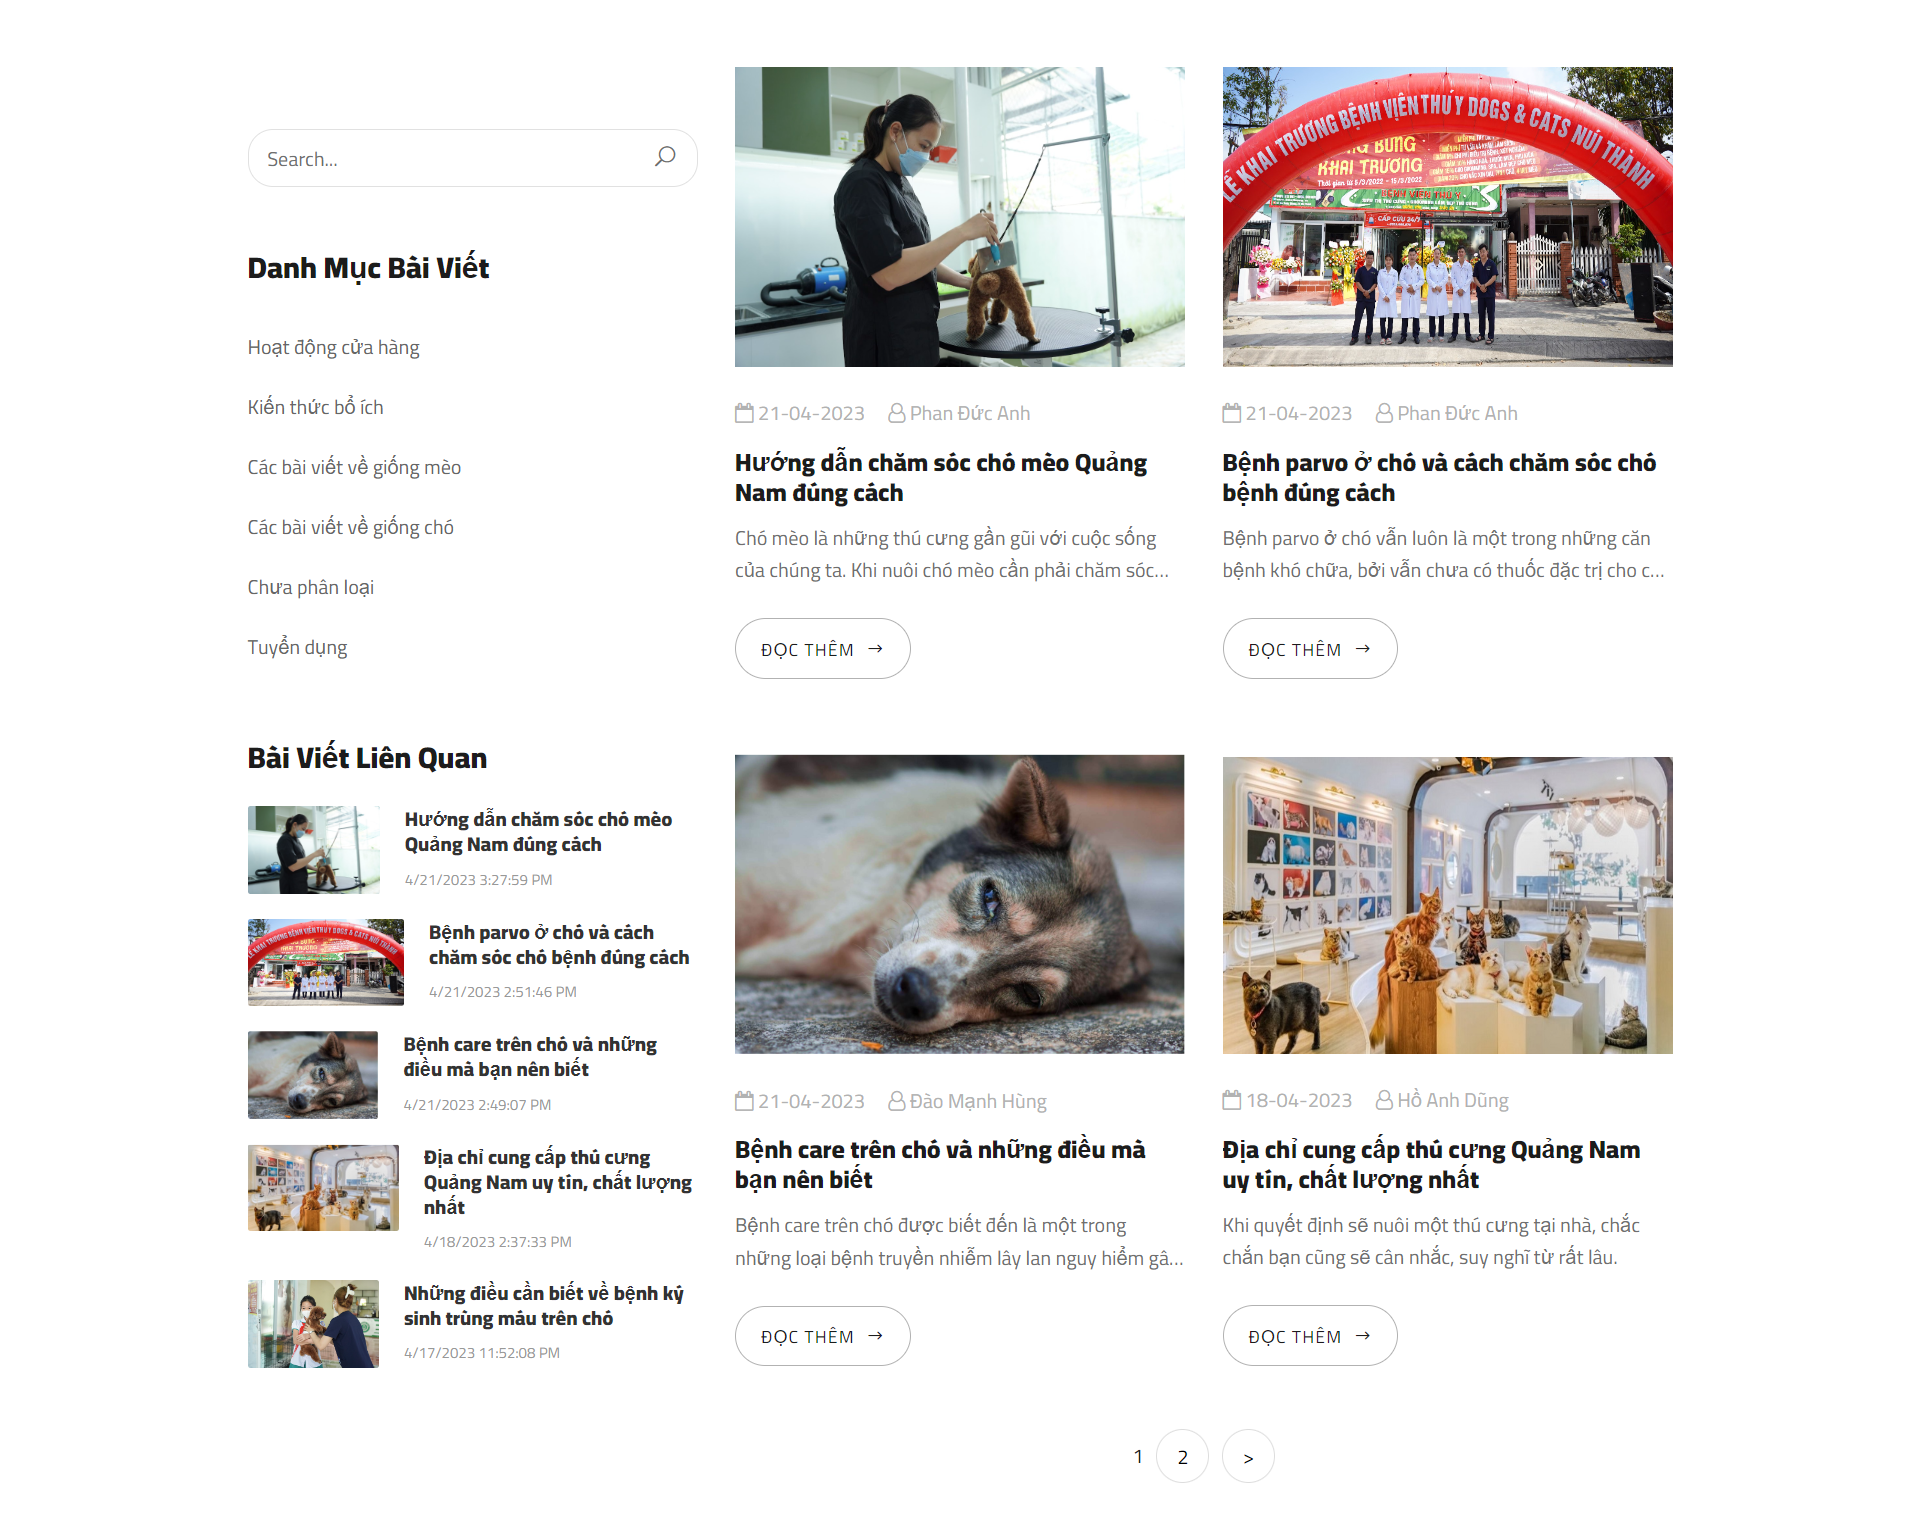 Search...
Danh Mục Bài Viết
Hoạt động cửa hàng
Kiến thức bổ ích
Các bài viết về giống mèo
Các bài viết về giống chó
Chưa phân loại
Tuyển dụng
Bài Viết Liên Quan
Hướng dẫn chăm sóc chó mèo
Quảng Nam đúng cách
4/21/2023 3:27:59 PM
Bệnh parvo ở chó và cách
chăm sóc chó bệnh đúng cách
4/21/2023 2:51:46 PM
Bệnh care trên chó và những
điều mà bạn nên biết
4/21/2023 2:49:07 PM
Địa chỉ cung cấp thú cưng
Quảng Nam uy tín, chất lượng
nhất
4/18/2023 2:37:33 PM
Những điều cần biết về bệnh ký
sinh trùng máu trên chó
4/17/2023 11:52:08 PM
21-04-2023 Phan Đức Anh
Hướng dẫn chăm sóc chó mèo Quảng
Nam đúng cách
Chó mèo là những thú cưng gần gũi với cuộc sống
của chúng ta. Khi nuôi chó mèo cần phải chăm sóc...
ĐỌC THÊM →
LỄ KHAI TRƯƠNG BỆNH VIỆN THÚ Y DOGS & CATS NÚI THÀNH
BỪNG
KHAI TRƯƠNG
CẤP CỨU 24/7
21-04-2023 Phan Đức Anh
Bệnh parvo ở chó và cách chăm sóc chó
bệnh đúng cách
Bệnh parvo ở chó vẫn luôn là một trong những căn
bệnh khó chữa, bởi vẫn chưa có thuốc đặc trị cho c...
ĐỌC THÊM →
21-04-2023 Đào Mạnh Hùng
Bệnh care trên chó và những điều mà
bạn nên biết
Bệnh care trên chó được biết đến là một trong
những loại bệnh truyền nhiễm lây lan nguy hiểm gâ...
ĐỌC THÊM →
18-04-2023 Hồ Anh Dũng
Địa chỉ cung cấp thú cưng Quảng Nam
uy tín, chất lượng nhất
Khi quyết định sẽ nuôi một thú cưng tại nhà, chắc
chắn bạn cũng sẽ cân nhắc, suy nghĩ từ rất lâu.
ĐỌC THÊM →
1 2 >